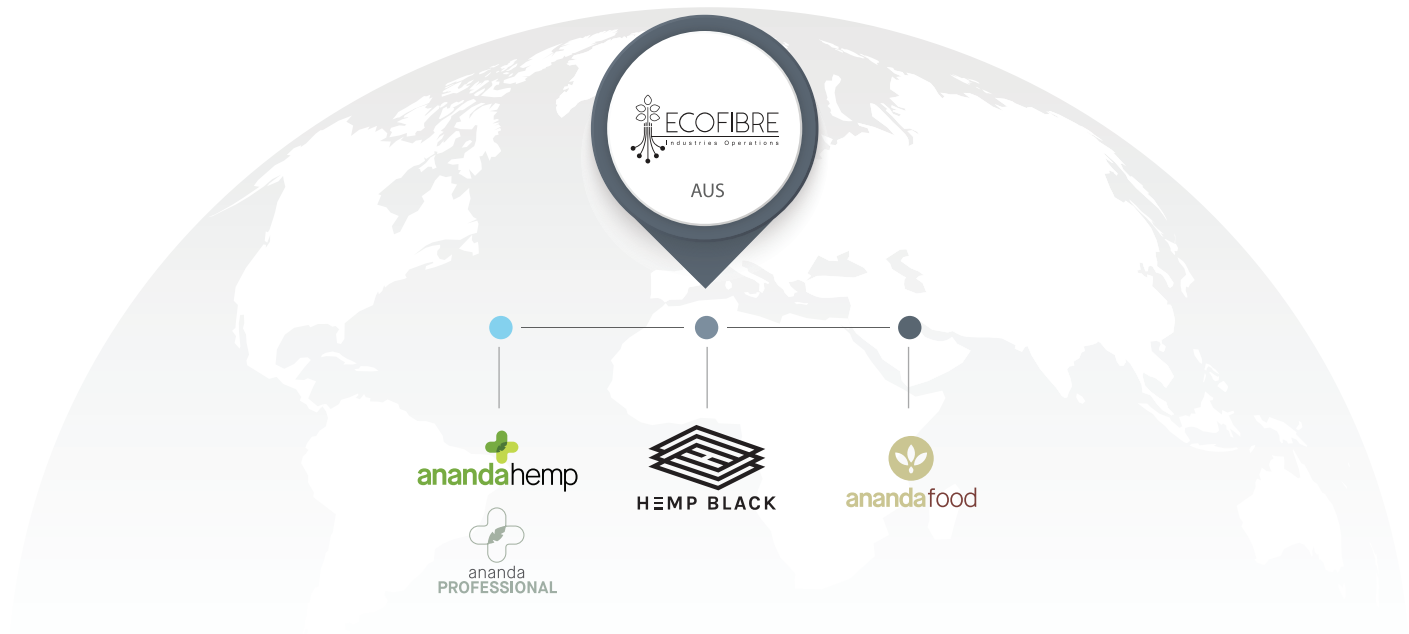 ECOFIBRE
Industries Operations
AUS
anandahemp
HEMP BLACK
anandafood
ananda
PROFESSIONAL